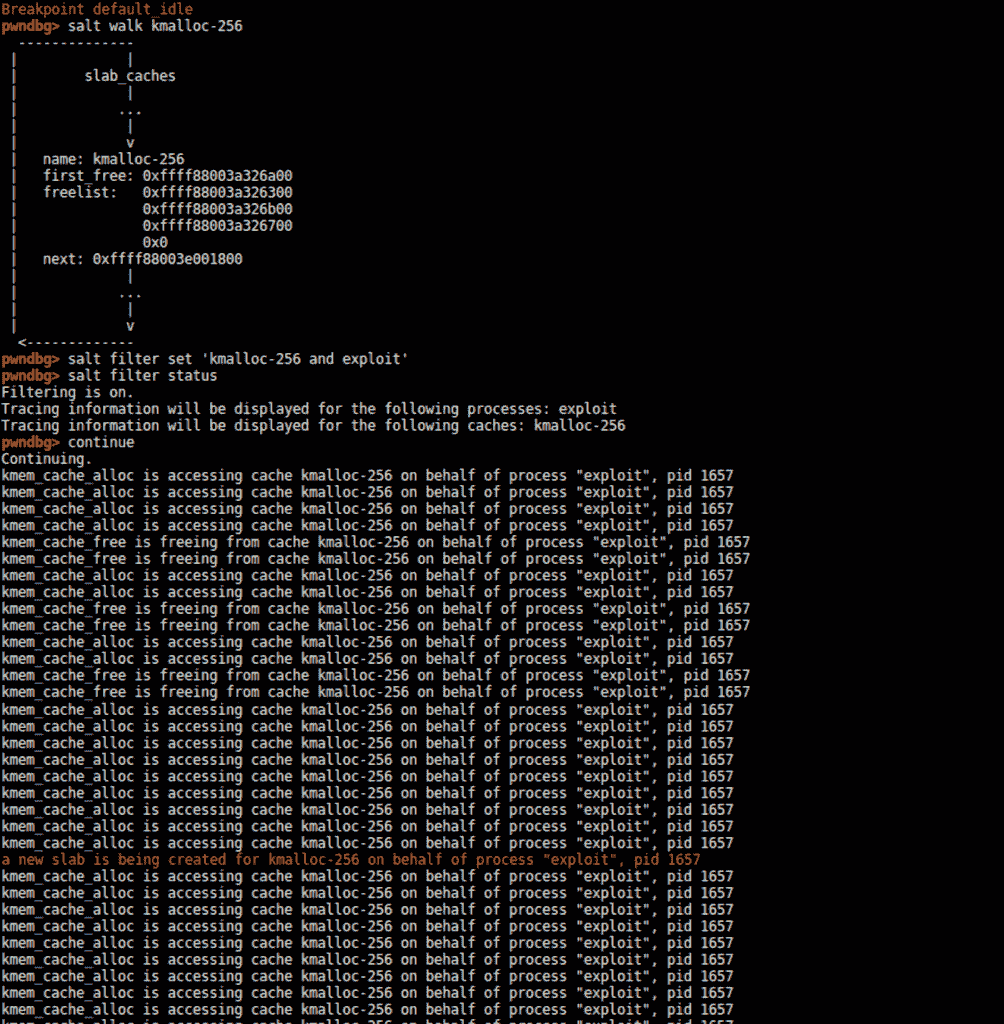 Breakpoint default_idle
pwndbg> salt walk kmalloc-256
--------------
| |
| slab_caches
| |
| ...
| |
| v
| name: kmalloc-256
| first_free: 0xffff88003a326a00
| freelist: 0xffff88003a326300
| 0xffff88003a326b00
| 0xffff88003a326700
| 0x0
| next: 0xffff88003e001800
| |
| ...
| |
| v
<-------------
pwndbg> salt filter set 'kmalloc-256 and exploit'
pwndbg> salt filter status
Filtering is on.
Tracing information will be displayed for the following processes: exploit
Tracing information will be displayed for the following caches: kmalloc-256
pwndbg> continue
Continuing.
kmem_cache_alloc is accessing cache kmalloc-256 on behalf of process "exploit", pid 1657
kmem_cache_alloc is accessing cache kmalloc-256 on behalf of process "exploit", pid 1657
kmem_cache_alloc is accessing cache kmalloc-256 on behalf of process "exploit", pid 1657
kmem_cache_alloc is accessing cache kmalloc-256 on behalf of process "exploit", pid 1657
kmem_cache_free is freeing from cache kmalloc-256 on behalf of process "exploit", pid 1657
kmem_cache_free is freeing from cache kmalloc-256 on behalf of process "exploit", pid 1657
kmem_cache_alloc is accessing cache kmalloc-256 on behalf of process "exploit", pid 1657
kmem_cache_alloc is accessing cache kmalloc-256 on behalf of process "exploit", pid 1657
kmem_cache_free is freeing from cache kmalloc-256 on behalf of process "exploit", pid 1657
kmem_cache_free is freeing from cache kmalloc-256 on behalf of process "exploit", pid 1657
kmem_cache_alloc is accessing cache kmalloc-256 on behalf of process "exploit", pid 1657
kmem_cache_alloc is accessing cache kmalloc-256 on behalf of process "exploit", pid 1657
kmem_cache_free is freeing from cache kmalloc-256 on behalf of process "exploit", pid 1657
kmem_cache_free is freeing from cache kmalloc-256 on behalf of process "exploit", pid 1657
kmem_cache_alloc is accessing cache kmalloc-256 on behalf of process "exploit", pid 1657
kmem_cache_alloc is accessing cache kmalloc-256 on behalf of process "exploit", pid 1657
kmem_cache_alloc is accessing cache kmalloc-256 on behalf of process "exploit", pid 1657
kmem_cache_alloc is accessing cache kmalloc-256 on behalf of process "exploit", pid 1657
kmem_cache_alloc is accessing cache kmalloc-256 on behalf of process "exploit", pid 1657
kmem_cache_alloc is accessing cache kmalloc-256 on behalf of process "exploit", pid 1657
kmem_cache_alloc is accessing cache kmalloc-256 on behalf of process "exploit", pid 1657
kmem_cache_alloc is accessing cache kmalloc-256 on behalf of process "exploit", pid 1657
kmem_cache_alloc is accessing cache kmalloc-256 on behalf of process "exploit", pid 1657
a new slab is being created for kmalloc-256 on behalf of process "exploit", pid 1657
kmem_cache_alloc is accessing cache kmalloc-256 on behalf of process "exploit", pid 1657
kmem_cache_alloc is accessing cache kmalloc-256 on behalf of process "exploit", pid 1657
kmem_cache_alloc is accessing cache kmalloc-256 on behalf of process "exploit", pid 1657
kmem_cache_alloc is accessing cache kmalloc-256 on behalf of process "exploit", pid 1657
kmem_cache_alloc is accessing cache kmalloc-256 on behalf of process "exploit", pid 1657
kmem_cache_alloc is accessing cache kmalloc-256 on behalf of process "exploit", pid 1657
kmem_cache_alloc is accessing cache kmalloc-256 on behalf of process "exploit", pid 1657
kmem_cache_alloc is accessing cache kmalloc-256 on behalf of process "exploit", pid 1657
kmem_cache_alloc is accessing cache kmalloc-256 on behalf of process "exploit", pid 1657